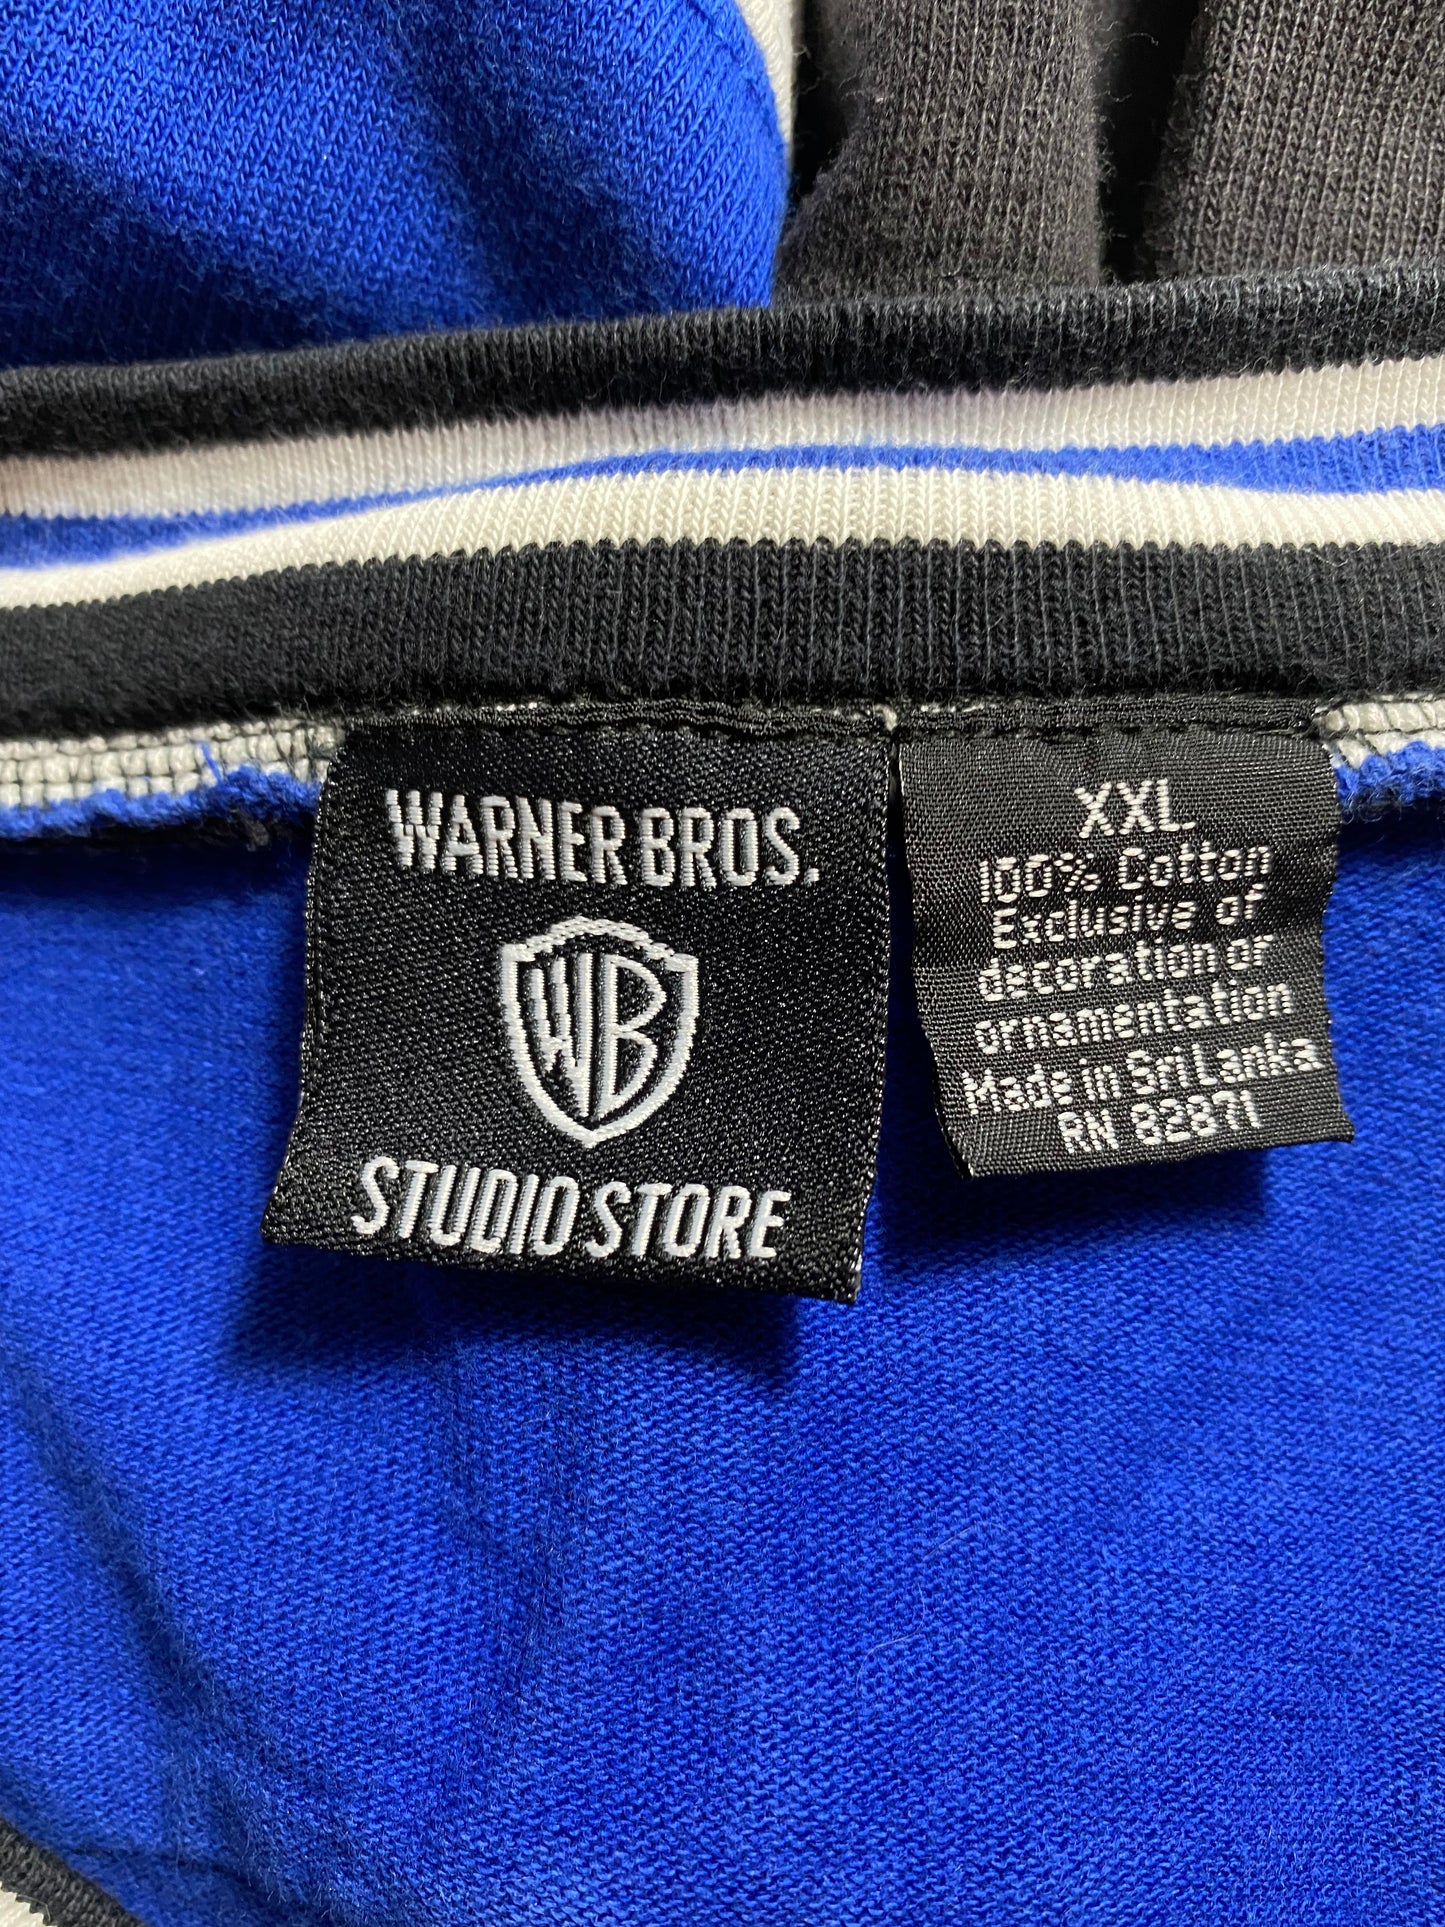 WARNER BROS.
WB
STUDIO STORE
XXL
100% Cotton
Exclusive of
decoration or
ornamentation
Made in Sri Lanka
RN 82871